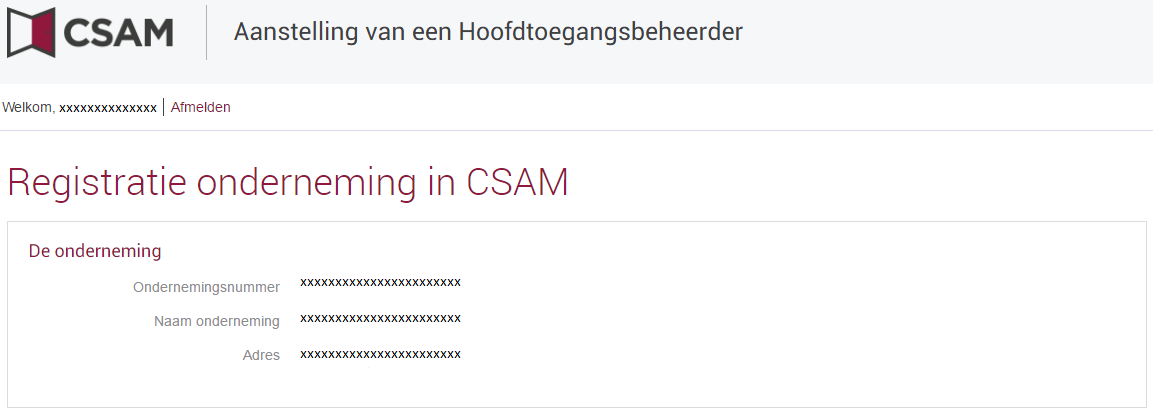 CSAM Aanstelling van een Hoofdtoegangsbeheerder
Welkom, xxxxxxxxxxxxxx | Afmelden
Registratie onderneming in CSAM
De onderneming
Ondernemingsnummer xxxxxxxxxxxxxxxxxxxxxxx
Naam onderneming xxxxxxxxxxxxxxxxxxxxxxx
Adres xxxxxxxxxxxxxxxxxxxxxxx